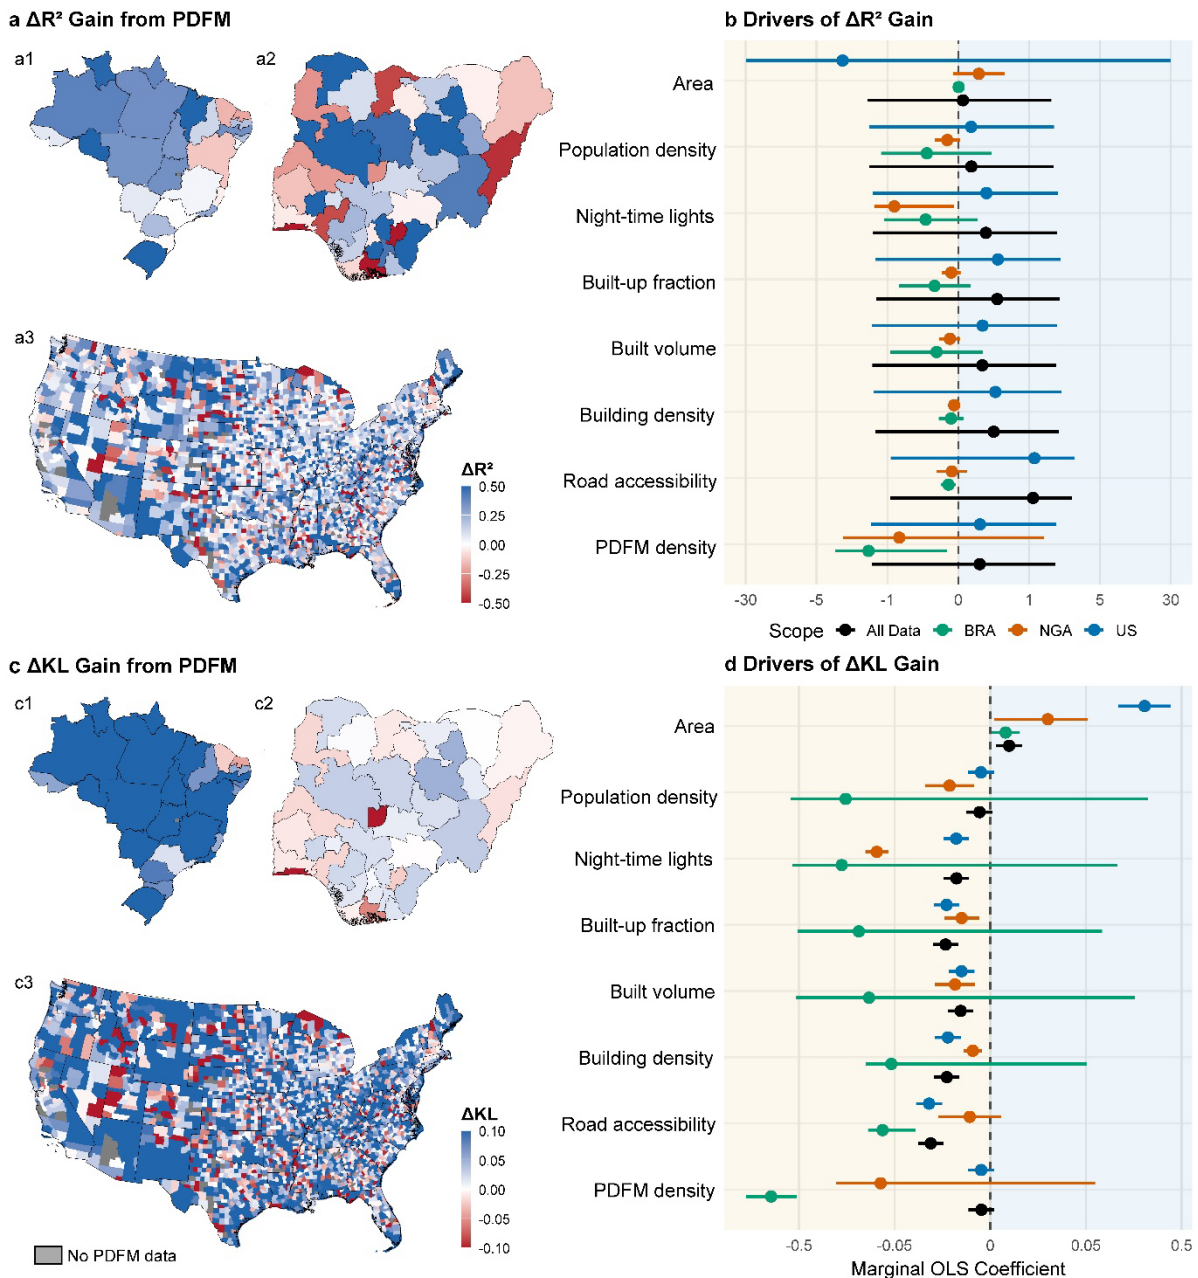 a ΔR² Gain from PDFM
a1
a2
a3
ΔR²
0.50
0.25
0.00
-0.25
-0.50
b Drivers of ΔR² Gain
Area
Population density
Night-time lights
Built-up fraction
Built volume
Building density
Road accessibility
PDFM density
-30 -5 -1 0 1 5 30
Scope All Data BRA NGA US
c ΔKL Gain from PDFM
c1
c2
c3
ΔKL
0.10
0.05
0.00
-0.05
-0.10
No PDFM data
d Drivers of ΔKL Gain
Area
Population density
Night-time lights
Built-up fraction
Built volume
Building density
Road accessibility
PDFM density
-0.5 -0.05 0 0.05 0.5
Marginal OLS Coefficient